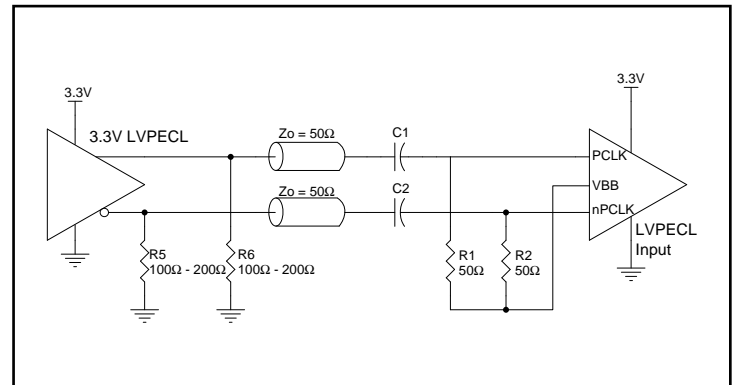 3.3V
3.3V
3.3V LVPECL
Zo = 50Ω
C1
PCLK
Zo = 50Ω
C2
VBB
nPCLK
LVPECL
Input
R5
100Ω - 200Ω
R6
100Ω - 200Ω
R1
50Ω
R2
50Ω